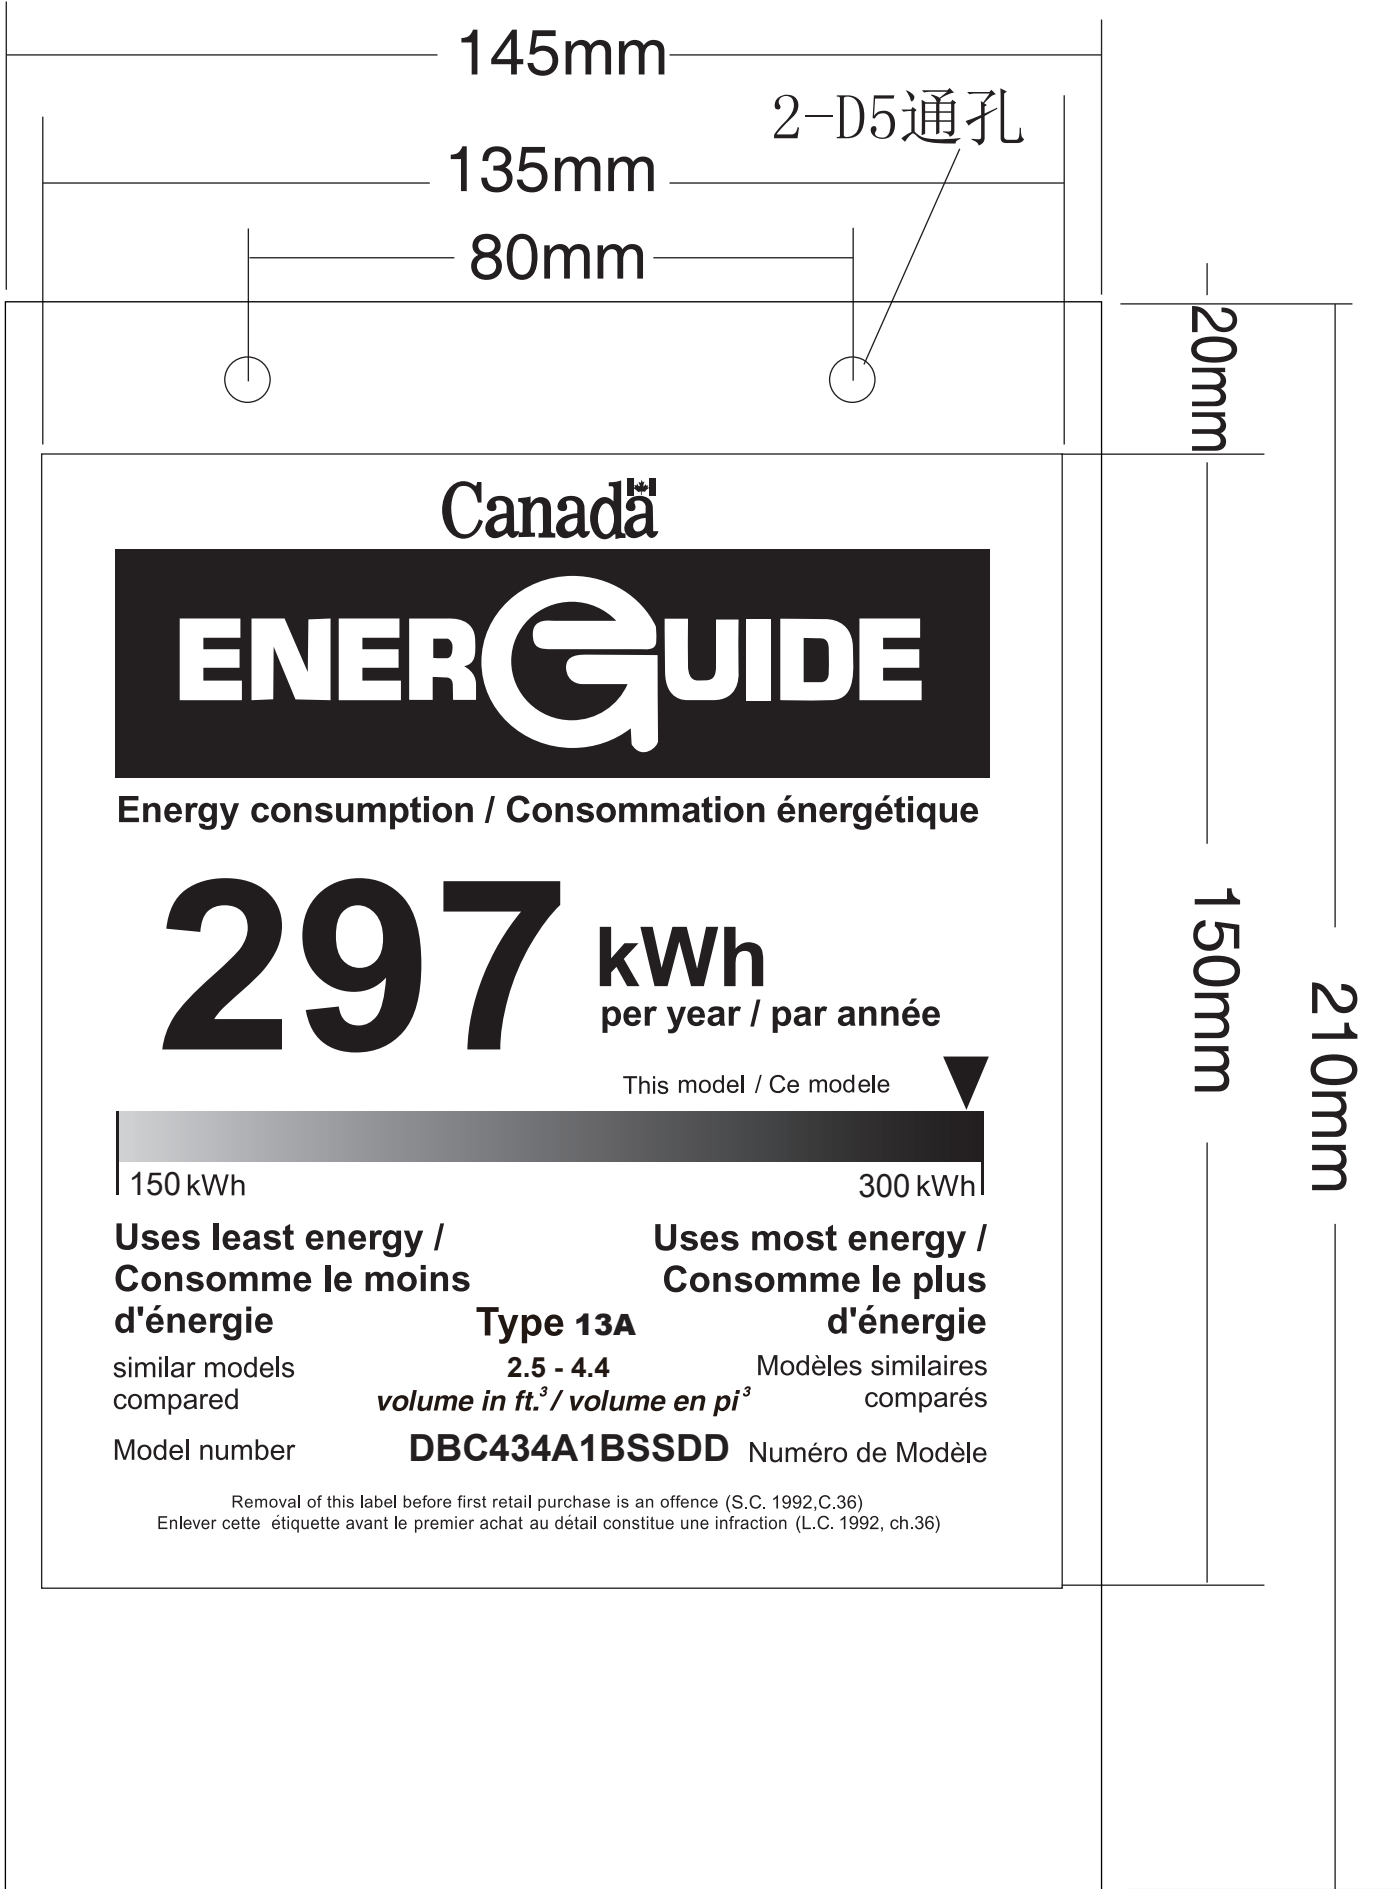 145mm
2-D5通孔
135mm
80mm
20mm
150mm
210mm
Canada
ENERGUIDE
Energy consumption / Consommation énergétique
297 kWh
per year / par année
This model / Ce modele
150 kWh 300 kWh
Uses least energy / Uses most energy /
Consomme le moins Consomme le plus
d'énergie Type 13A d'énergie
similar models 2.5 - 4.4 Modèles similaires
compared volume in ft.³ / volume en pi³ comparés
Model number DBC434A1BSSDD Numéro de Modèle
Removal of this label before first retail purchase is an offence (S.C. 1992,C.36)
Enlever cette étiquette avant le premier achat au détail constitue une infraction (L.C. 1992, ch.36)